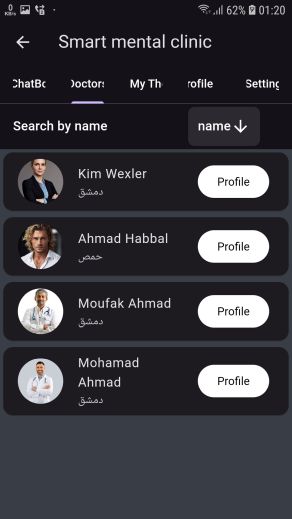 0
KB/s
62% 01:20
Smart mental clinic
ChatBo Doctors My Th rofile Setting
Search by name
name
Kim Wexler
دمشق
Profile
Ahmad Habbal
حمص
Profile
Moufak Ahmad
دمشق
Profile
Mohamad
Ahmad
دمشق
Profile